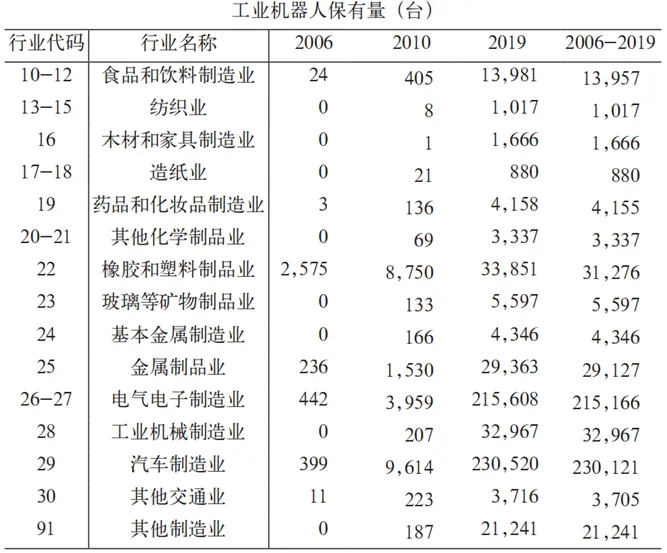 工业机器人保有量（台）
行业代码 行业名称 2006 2010 2019 2006—2019
10—12 食品和饮料制造业 24 405 13,981 13,957
13—15 纺织业 0 8 1,017 1,017
16 木材和家具制造业 0 1 1,666 1,666
17—18 造纸业 0 21 880 880
19 药品和化妆品制造业 3 136 4,158 4,155
20—21 其他化学制品业 0 69 3,337 3,337
22 橡胶和塑料制品业 2,575 8,750 33,851 31,276
23 玻璃等矿物制品业 0 133 5,597 5,597
24 基本金属制造业 0 166 4,346 4,346
25 金属制品业 236 1,530 29,363 29,127
26—27 电气电子制造业 442 3,959 215,608 215,166
28 工业机械制造业 0 207 32,967 32,967
29 汽车制造业 399 9,614 230,520 230,121
30 其他交通业 11 223 3,716 3,705
91 其他制造业 0 187 21,241 21,241